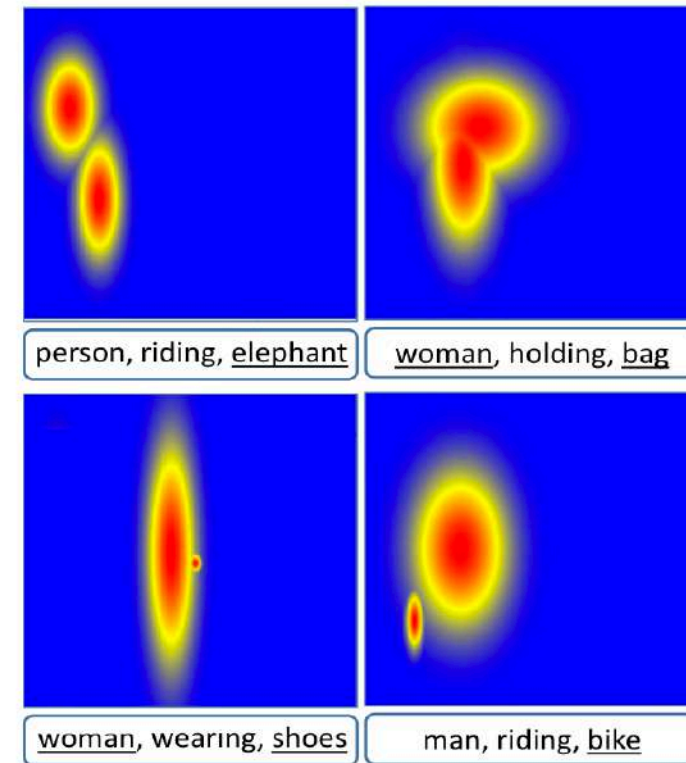 person, riding, elephant
woman, holding, bag
woman, wearing, shoes
man, riding, bike